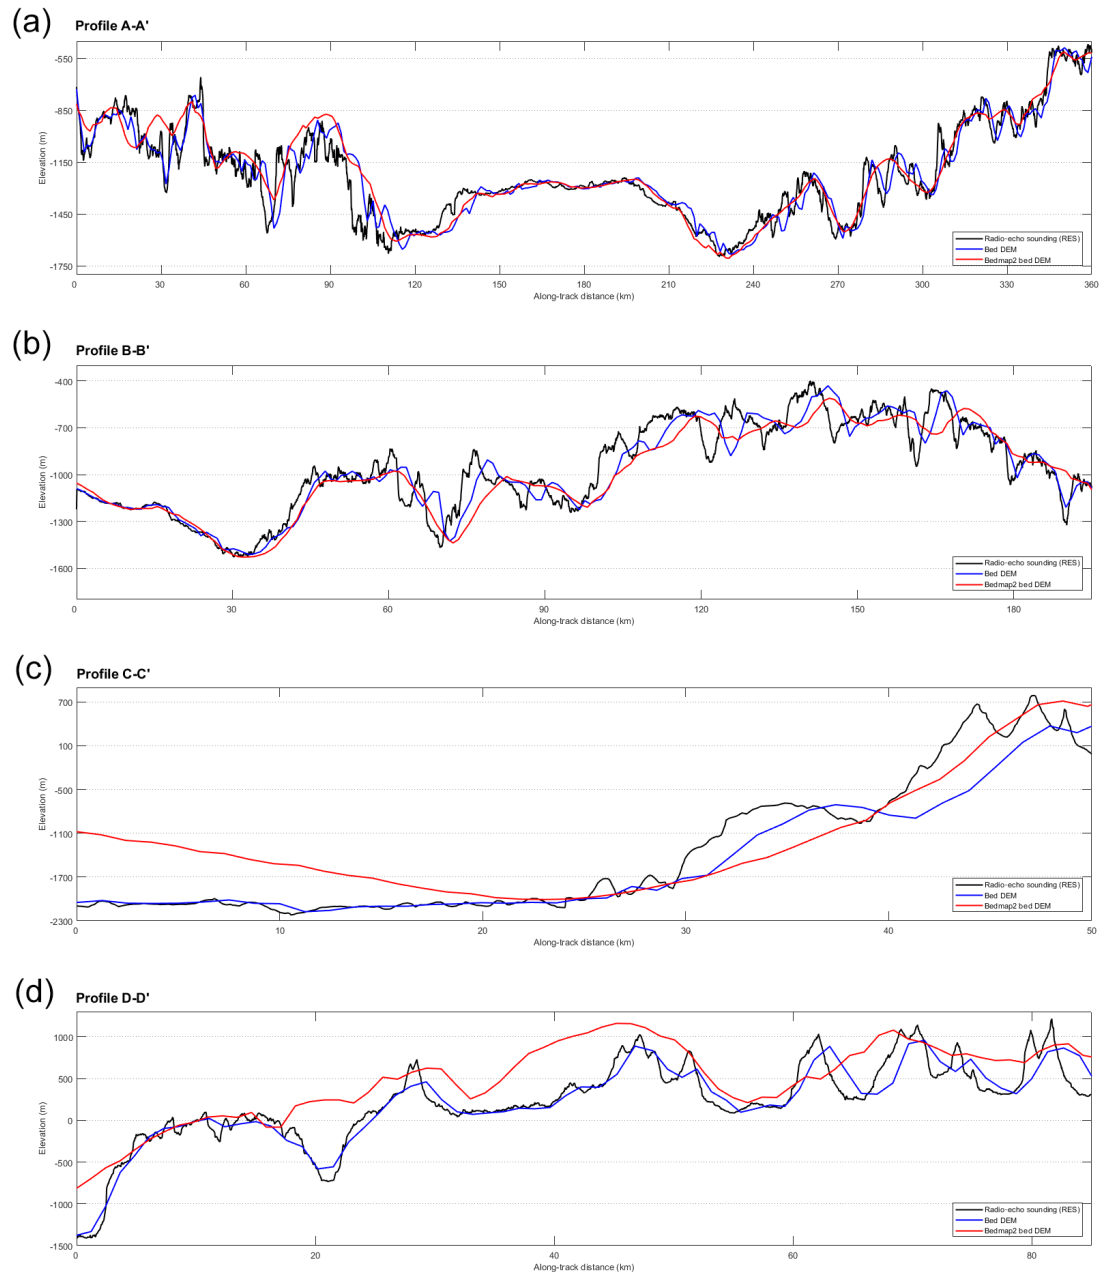 (a)
Profile A-A'
-550
-850
-1150
-1450
-1750
Elevation (m)
0 30 60 90 120 150 180 210 240 270 300 330 360
Along-track distance (km)
Radio-echo sounding (RES)
Bed DEM
Bedmap2 bed DEM
(b)
Profile B-B'
-400
-700
-1000
-1300
-1600
Elevation (m)
0 30 60 90 120 150 180
Along-track distance (km)
Radio-echo sounding (RES)
Bed DEM
Bedmap2 bed DEM
(c)
Profile C-C'
700
100
-500
-1100
-1700
-2300
Elevation (m)
0 10 20 30 40 50
Along-track distance (km)
Radio-echo sounding (RES)
Bed DEM
Bedmap2 bed DEM
(d)
Profile D-D'
1000
500
0
-500
-1000
-1500
Elevation (m)
0 20 40 60 80
Along-track distance (km)
Radio-echo sounding (RES)
Bed DEM
Bedmap2 bed DEM